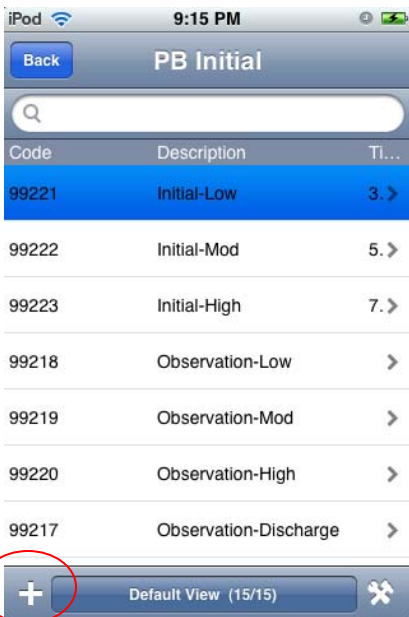 iPod 9:15 PM
Back PB Initial
Code Description Ti...
99221 Initial-Low 3.
99222 Initial-Mod 5.
99223 Initial-High 7.
99218 Observation-Low
99219 Observation-Mod
99220 Observation-High
99217 Observation-Discharge
Default View (15/15)